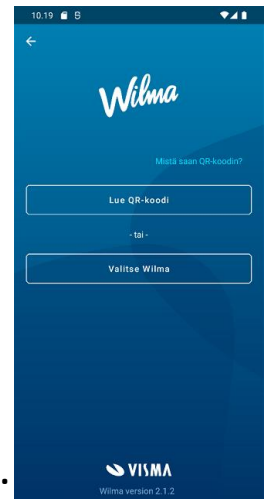 10.19
Wilma
Mistä saan QR-koodin?
Lue QR-koodi
- tai -
Valitse Wilma
VISMA
Wilma version 2.1.2